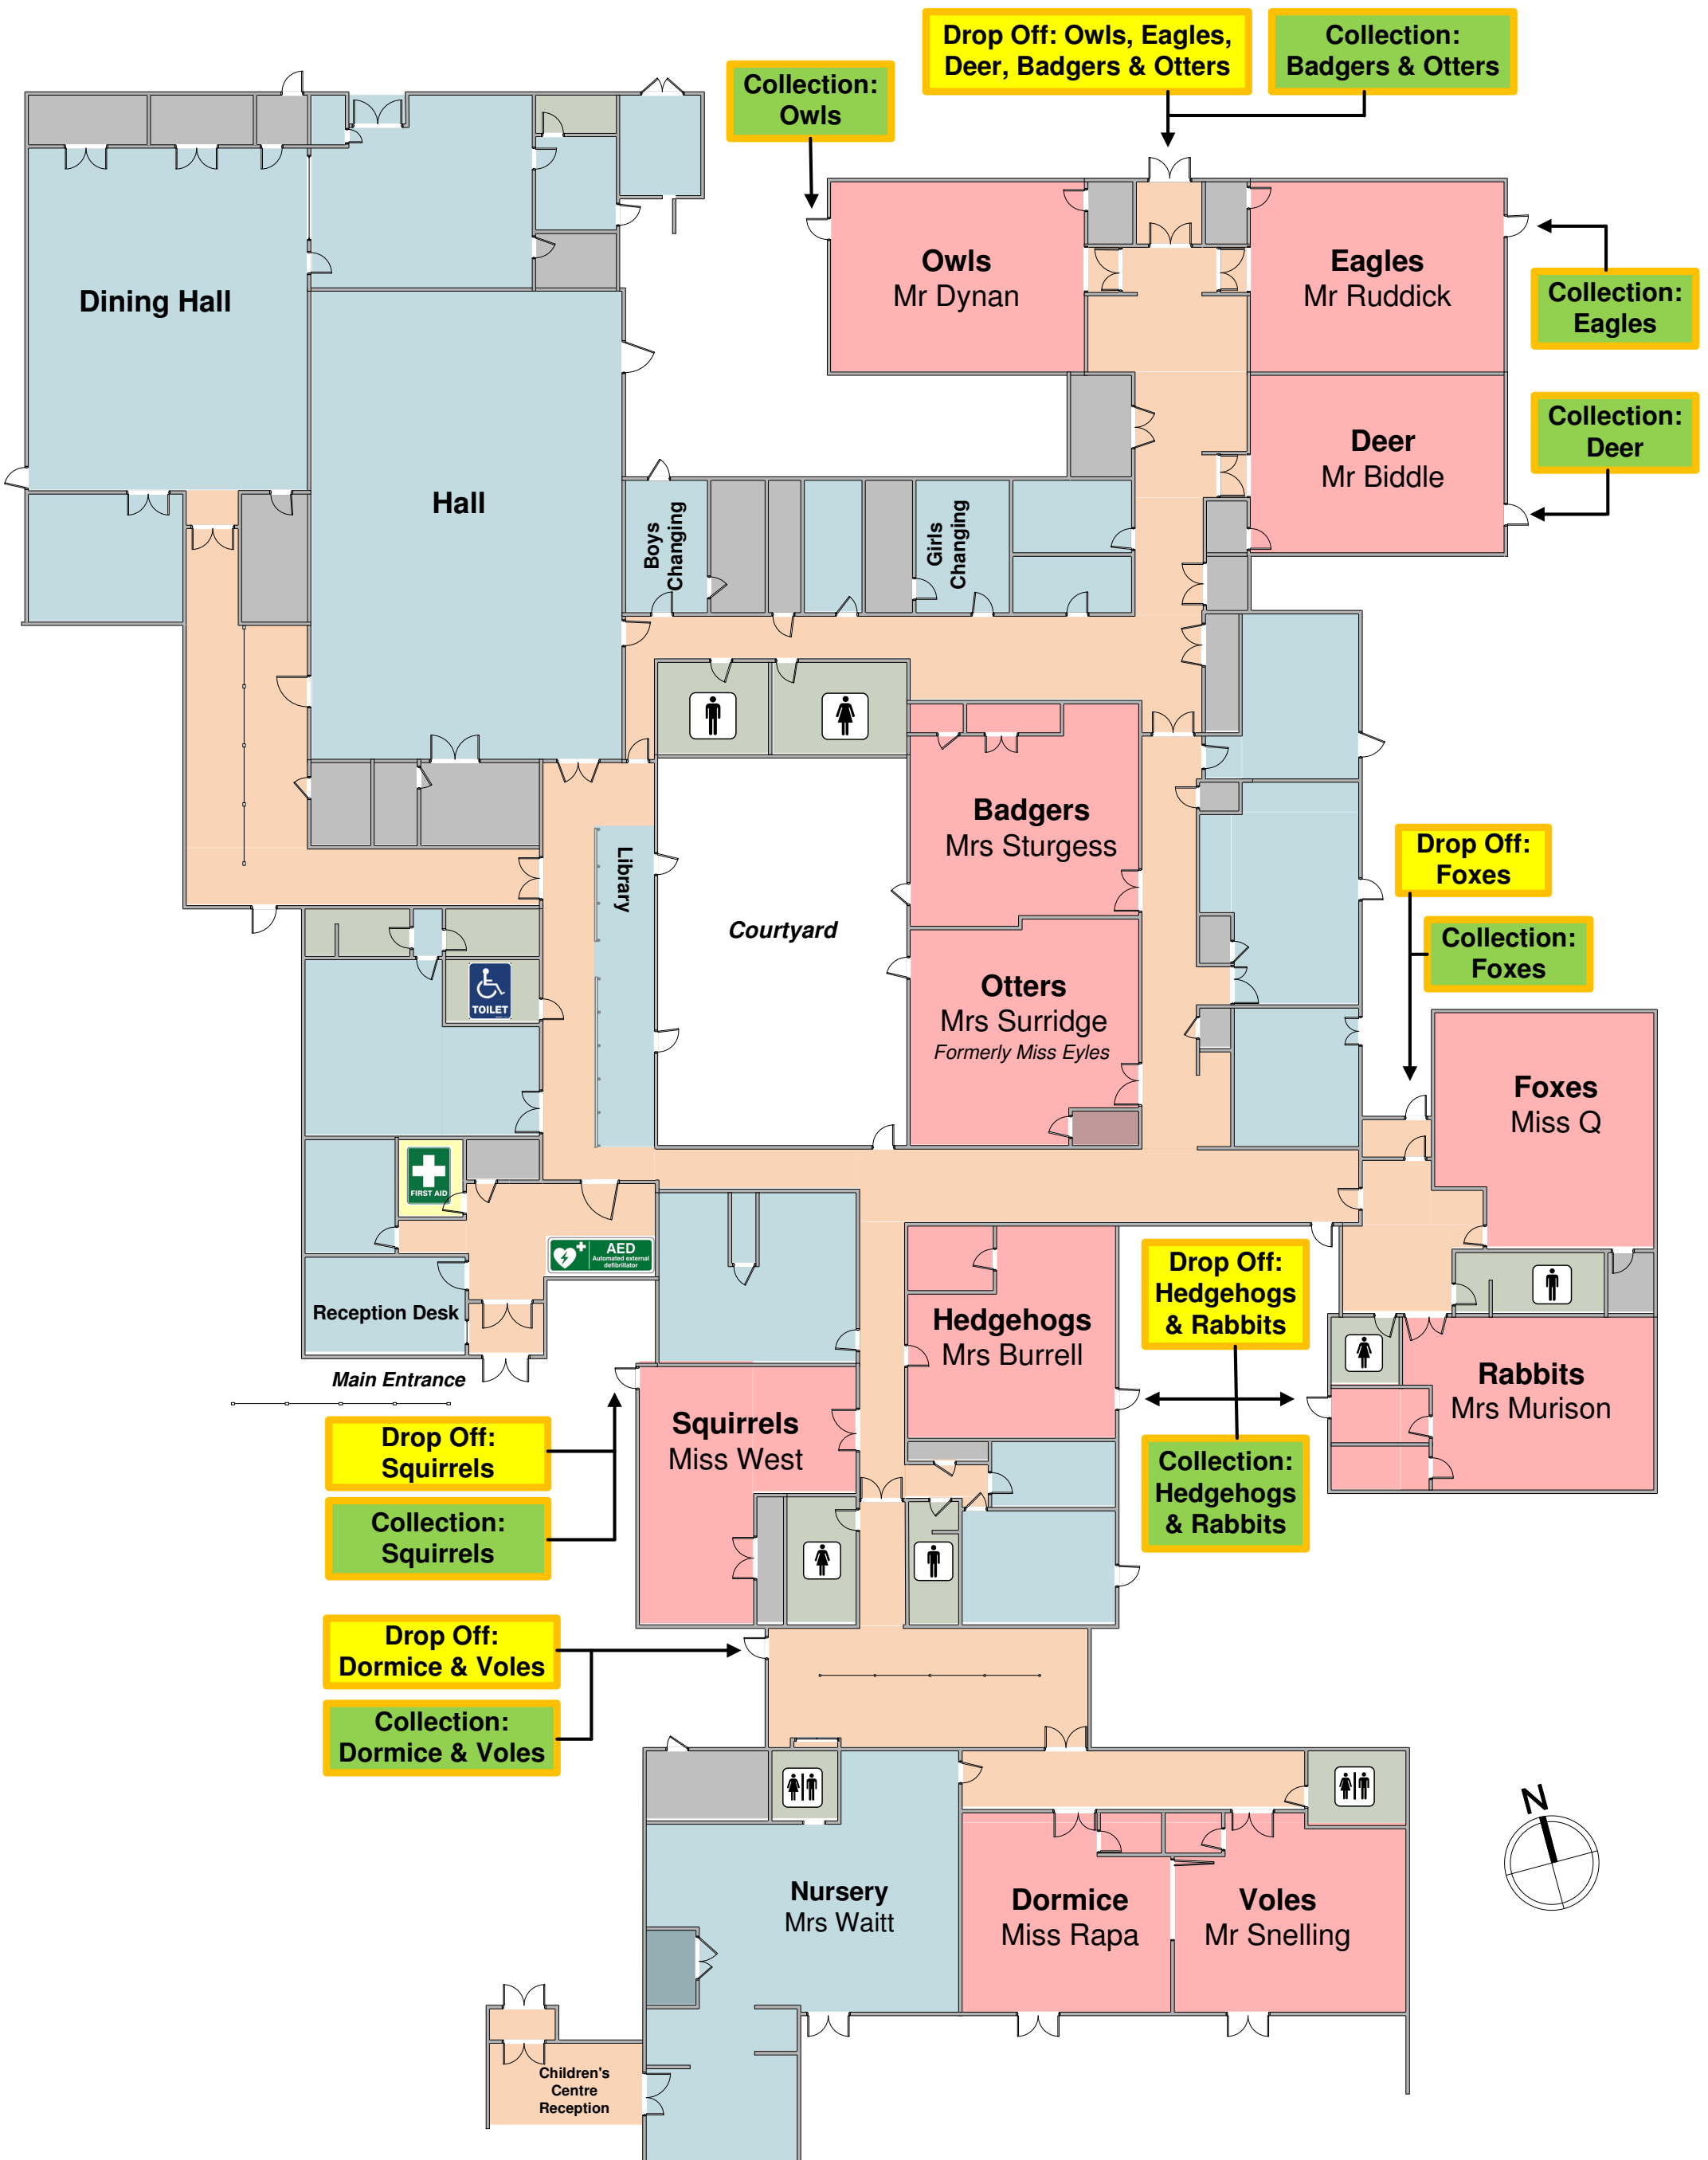 Drop Off: Owls, Eagles,
Deer, Badgers & Otters
Collection:
Badgers & Otters
Collection:
Owls
Owls
Mr Dynan
Eagles
Mr Ruddick
Collection:
Eagles
Dining Hall
Collection:
Deer
Deer
Mr Biddle
Hall
Boys
Changing
Girls
Changing
Badgers
Mrs Sturgess
Library
Courtyard
Drop Off:
Foxes
Collection:
Foxes
TOILET
Otters
Mrs Surridge
Formerly Miss Eyles
Foxes
Miss Q
FIRST AID
AED
Automated external
defibrillator
Reception Desk
Main Entrance
Hedgehogs
Mrs Burrell
Drop Off:
Hedgehogs
& Rabbits
Rabbits
Mrs Murison
Drop Off:
Squirrels
Squirrels
Miss West
Collection:
Hedgehogs
& Rabbits
Collection:
Squirrels
Drop Off:
Dormice & Voles
Collection:
Dormice & Voles
N
Nursery
Mrs Waitt
Dormice
Miss Rapa
Voles
Mr Snelling
Children's
Centre
Reception